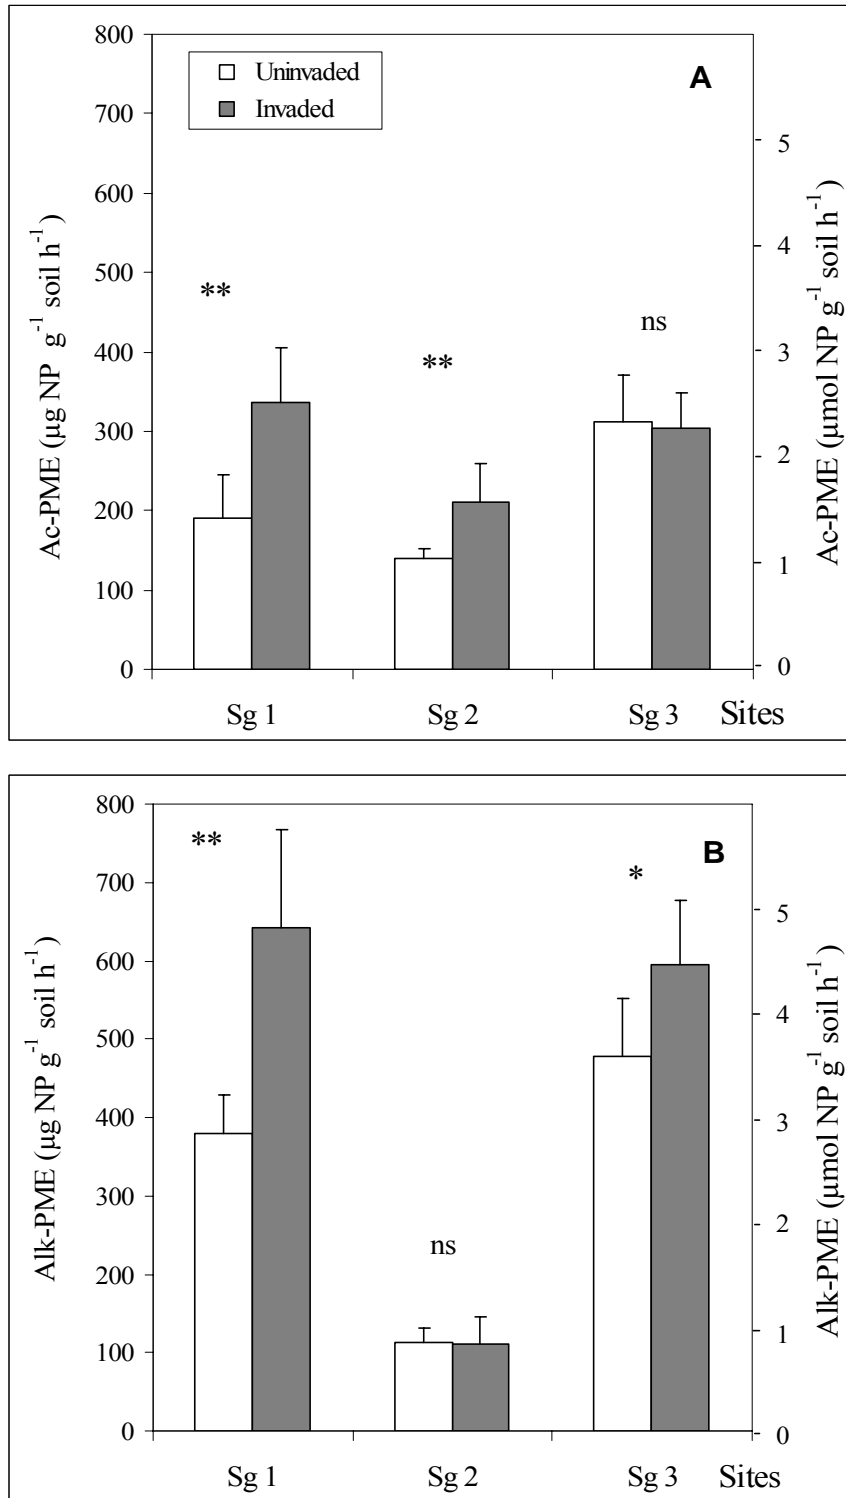 800
700
600
500
400
300
200
100
0
Ac-PME (µg NP g⁻¹ soil h⁻¹)
Uninvaded
Invaded
A
**
**
ns
5
4
3
2
1
0
Ac-PME (µmol NP g⁻¹ soil h⁻¹)
Sg 1 Sg 2 Sg 3 Sites
800
700
600
500
400
300
200
100
0
Alk-PME (µg NP g⁻¹ soil h⁻¹)
B
**
ns
*
5
4
3
2
1
0
Alk-PME (µmol NP g⁻¹ soil h⁻¹)
Sg 1 Sg 2 Sg 3 Sites